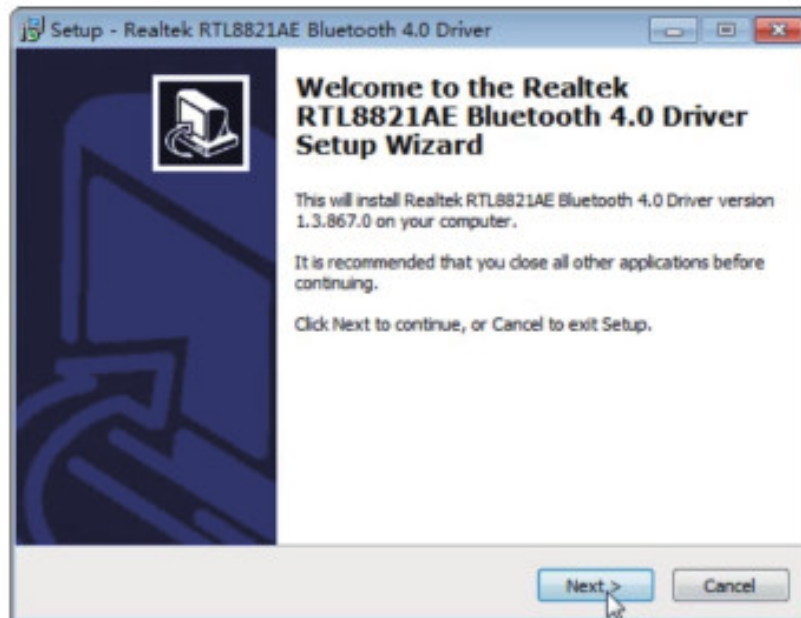 Setup - Realtek RTL8821AE Bluetooth 4.0 Driver
Welcome to the Realtek
RTL8821AE Bluetooth 4.0 Driver
Setup Wizard
This will install Realtek RTL8821AE Bluetooth 4.0 Driver version
1.3.867.0 on your computer.
It is recommended that you close all other applications before
continuing.
Click Next to continue, or Cancel to exit Setup.
Next >
Cancel